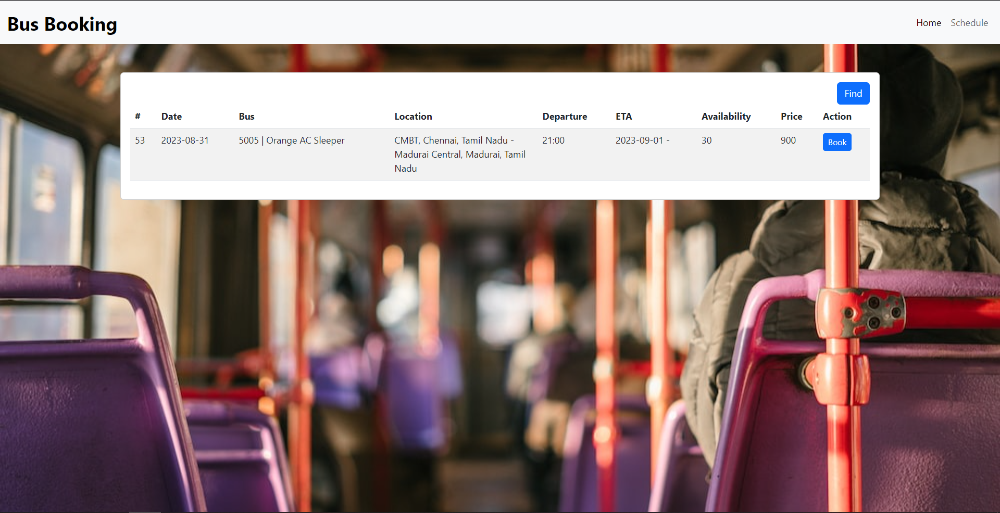 Bus Booking
Home Schedule
Find
# Date Bus Location Departure ETA Availability Price Action
53 2023-08-31 5005 | Orange AC Sleeper CMBT, Chennai, Tamil Nadu - 21:00 2023-09-01 - 30 900 Book
Madurai Central, Madurai, Tamil
Nadu